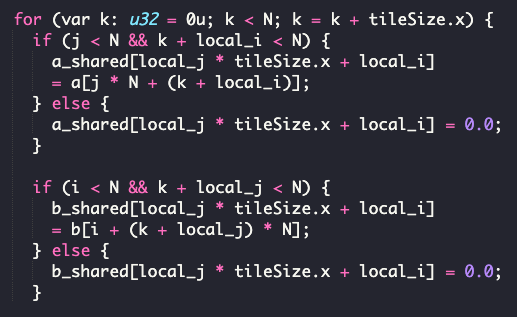 for (var k: u32 = 0u; k < N; k = k + tileSize.x) {
  if (j < N && k + local_i < N) {
    a_shared[local_j * tileSize.x + local_i]
    = a[j * N + (k + local_i)];
  } else {
    a_shared[local_j * tileSize.x + local_i] = 0.0;
  }

  if (i < N && k + local_j < N) {
    b_shared[local_j * tileSize.x + local_i]
    = b[i + (k + local_j) * N];
  } else {
    b_shared[local_j * tileSize.x + local_i] = 0.0;
  }